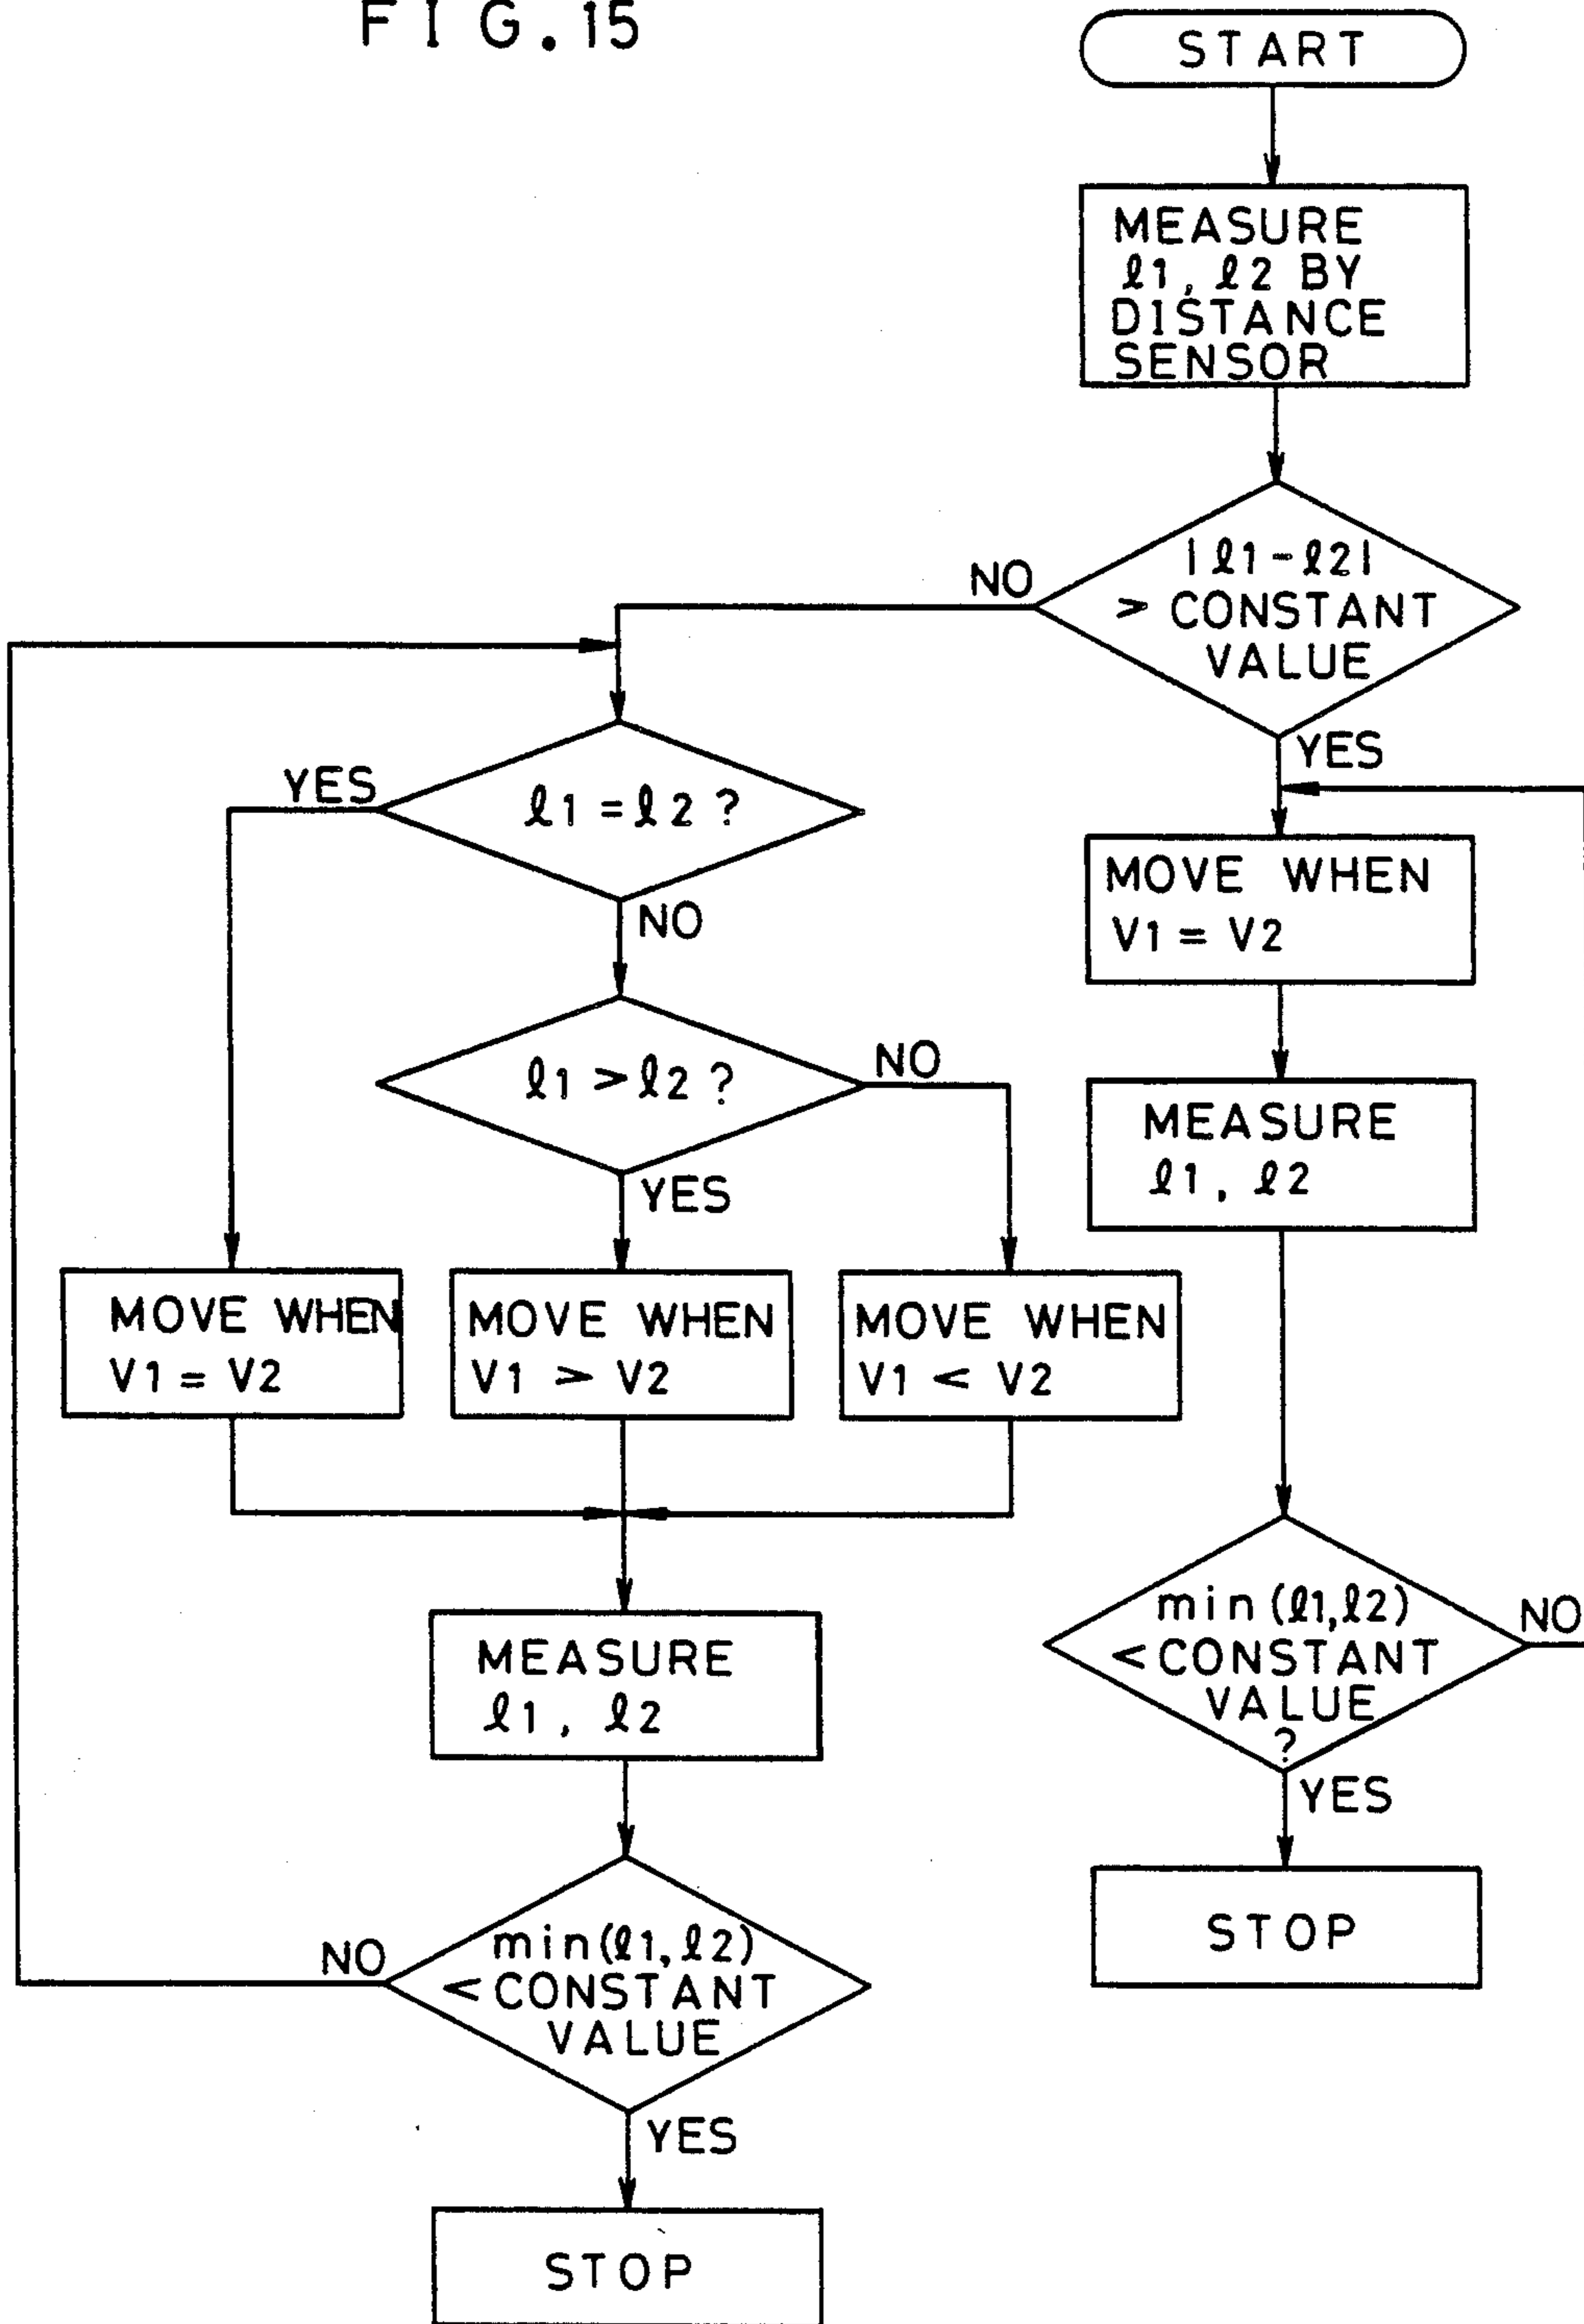 FIG.15
START
MEASURE
ℓ1, ℓ2 BY
DISTANCE
SENSOR
|ℓ1-ℓ2|
> CONSTANT
VALUE
NO
YES
ℓ1=ℓ2?
YES
NO
ℓ1>ℓ2?
NO
YES
MOVE WHEN
V1=V2
MOVE WHEN
V1 > V2
MOVE WHEN
V1 < V2
MEASURE
ℓ1, ℓ2
min(ℓ1,ℓ2)
<CONSTANT
VALUE
NO
YES
STOP
MOVE WHEN
V1=V2
MEASURE
ℓ1, ℓ2
min(ℓ1,ℓ2)
<CONSTANT
VALUE
?
NO
YES
STOP